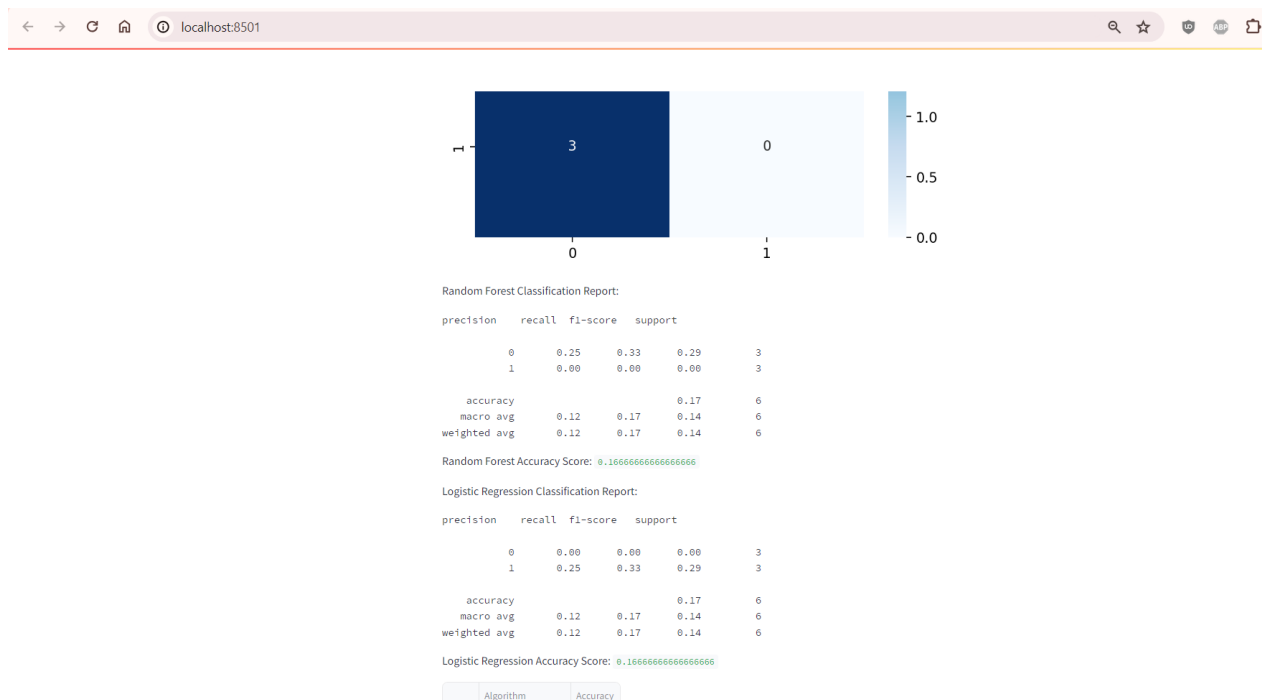 localhost:8501
1.0
1
3
0
0.5
0.0
0
1
Random Forest Classification Report:
precision recall f1-score support
0 0.25 0.33 0.29 3
1 0.00 0.00 0.00 3
accuracy 0.17 6
macro avg 0.12 0.17 0.14 6
weighted avg 0.12 0.17 0.14 6
Random Forest Accuracy Score: 0.16666666666666666
Logistic Regression Classification Report:
precision recall f1-score support
0 0.00 0.00 0.00 3
1 0.25 0.33 0.29 3
accuracy 0.17 6
macro avg 0.12 0.17 0.14 6
weighted avg 0.12 0.17 0.14 6
Logistic Regression Accuracy Score: 0.16666666666666666
Algorithm Accuracy